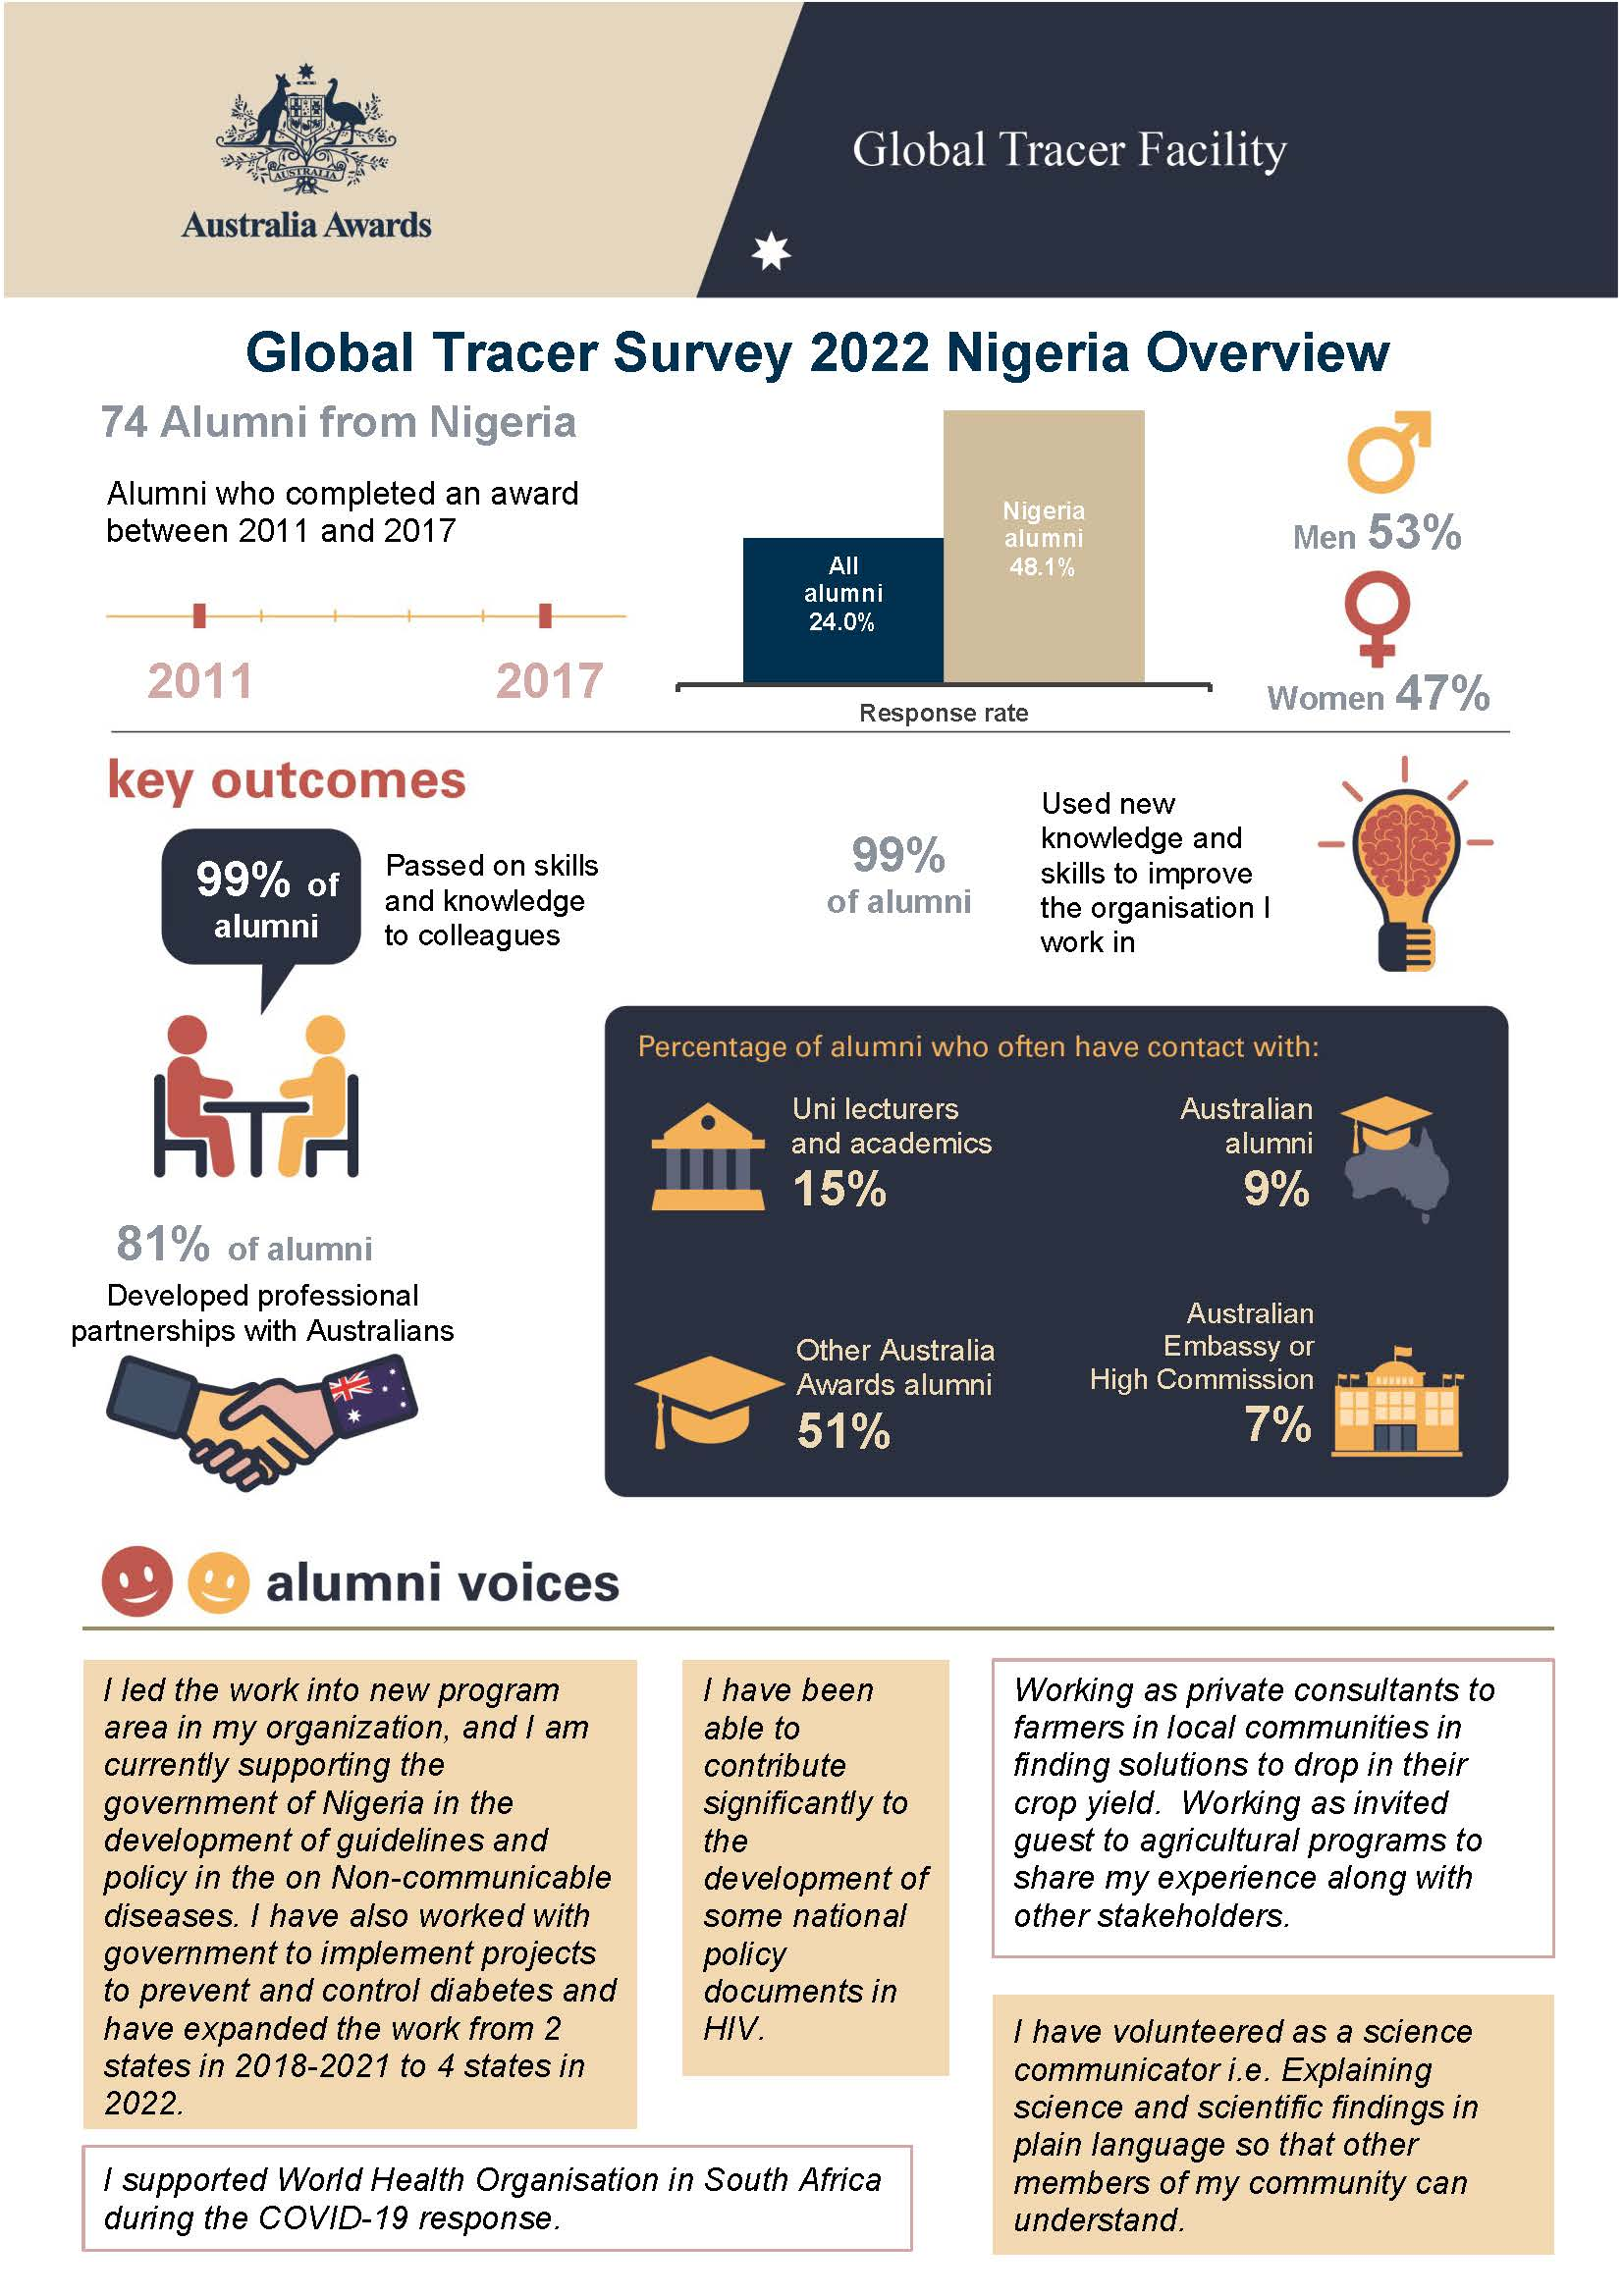 AUSTRALIA
Australia Awards
Global Tracer Facility
Global Tracer Survey 2022 Nigeria Overview
74 Alumni from Nigeria
Alumni who completed an award
between 2011 and 2017
2011
2017
All
alumni
24.0%
Nigeria
alumni
48.1%
Response rate
Men 53%
Women 47%
key outcomes
99% of
alumni
Passed on skills
and knowledge
to colleagues
99%
of alumni
Used new
knowledge and
skills to improve
the organisation I
work in
81% of alumni
Developed professional
partnerships with Australians
Percentage of alumni who often have contact with:
Uni lecturers
and academics
15%
Australian
alumni
9%
Other Australia
Awards alumni
51%
Australian
Embassy or
High Commission
7%
alumni voices
I led the work into new program
area in my organization, and I am
currently supporting the
government of Nigeria in the
development of guidelines and
policy in the on Non-communicable
diseases. I have also worked with
government to implement projects
to prevent and control diabetes and
have expanded the work from 2
states in 2018-2021 to 4 states in
2022.
I have been
able to
contribute
significantly to
the
development of
some national
policy
documents in
HIV.
Working as private consultants to
farmers in local communities in
finding solutions to drop in their
crop yield.  Working as invited
guest to agricultural programs to
share my experience along with
other stakeholders.
I have volunteered as a science
communicator i.e. Explaining
science and scientific findings in
plain language so that other
members of my community can
understand.
I supported World Health Organisation in South Africa
during the COVID-19 response.